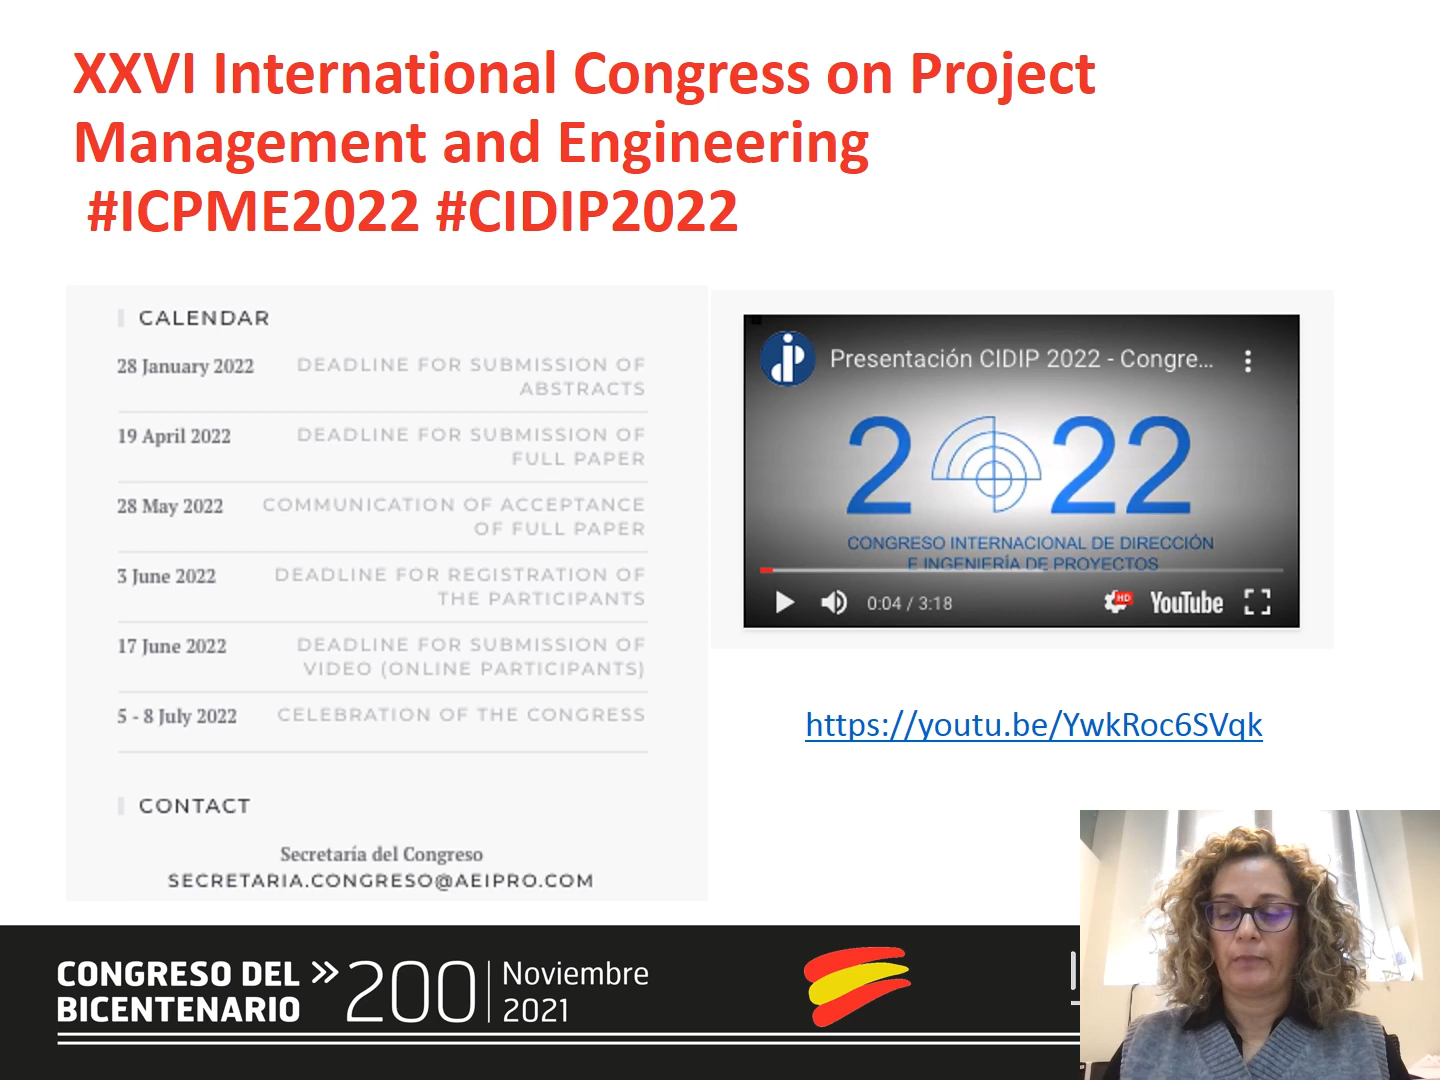 XXVI International Congress on Project
Management and Engineering
#ICPME2022 #CIDIP2022
CALENDAR
28 January 2022 DEADLINE FOR SUBMISSION OF
ABSTRACTS
19 April 2022 DEADLINE FOR SUBMISSION OF
FULL PAPER
28 May 2022 COMMUNICATION OF ACCEPTANCE
OF FULL PAPER
3 June 2022 DEADLINE FOR REGISTRATION OF
THE PARTICIPANTS
17 June 2022 DEADLINE FOR SUBMISSION OF
VIDEO (ONLINE PARTICIPANTS)
5 - 8 July 2022 CELEBRATION OF THE CONGRESS
CONTACT
Secretaría del Congreso
SECRETARIA.CONGRESO@AEIPRO.COM
Presentación CIDIP 2022 - Congre...
2022
CONGRESO INTERNACIONAL DE DIRECCIÓN
E INGENIERÍA DE PROYECTOS
0:04 / 3:18 HD YouTube
https://youtu.be/YwkRoc6SVqk
CONGRESO DEL » 200 Noviembre
BICENTENARIO 2021